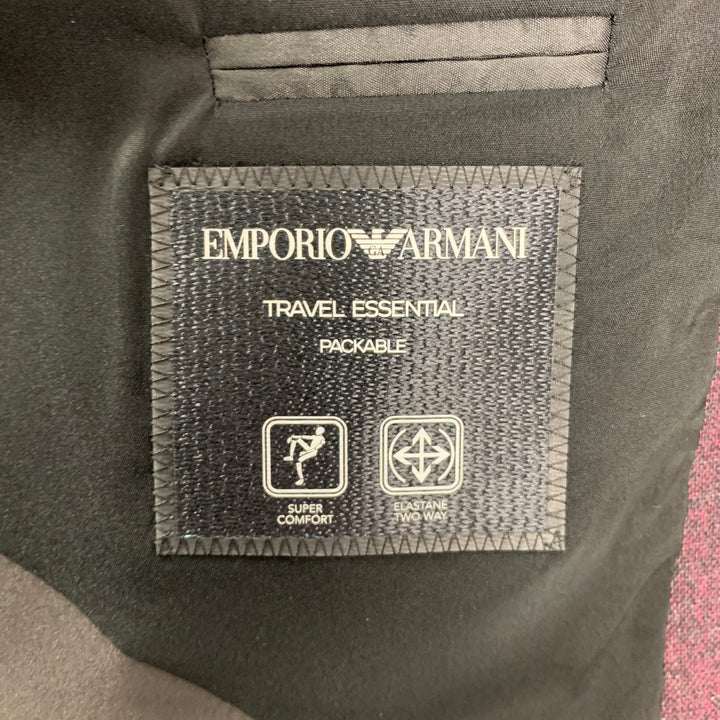 EMPORIO ARMANI
TRAVEL ESSENTIAL
PACKABLE
SUPER
COMFORT
ELASTANE
TWO WAY